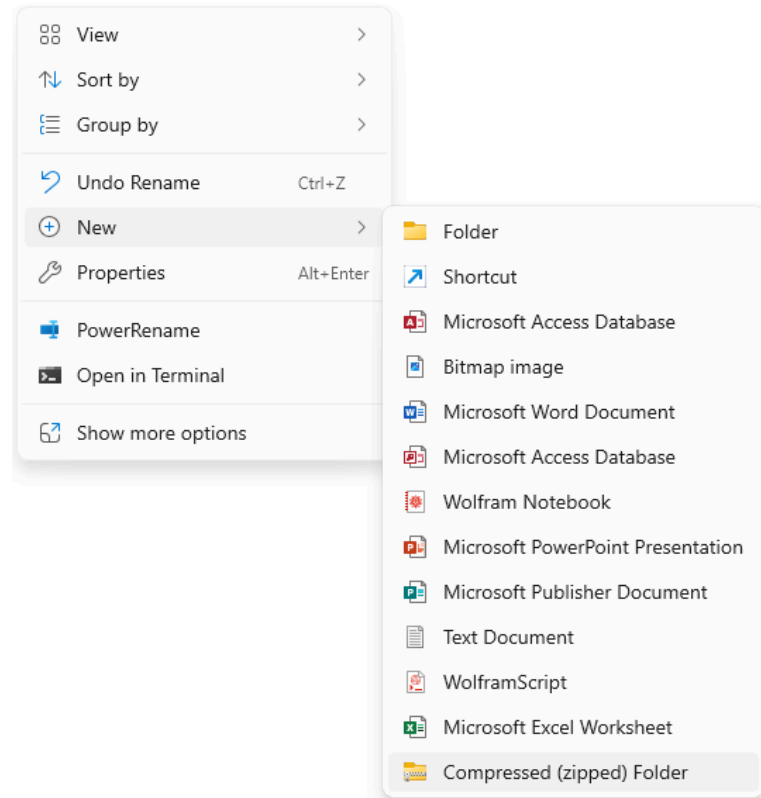 View
Sort by
Group by
Undo Rename Ctrl+Z
New
Properties Alt+Enter
PowerRename
Open in Terminal
Show more options
Folder
Shortcut
Microsoft Access Database
Bitmap image
Microsoft Word Document
Microsoft Access Database
Wolfram Notebook
Microsoft PowerPoint Presentation
Microsoft Publisher Document
Text Document
WolframScript
Microsoft Excel Worksheet
Compressed (zipped) Folder